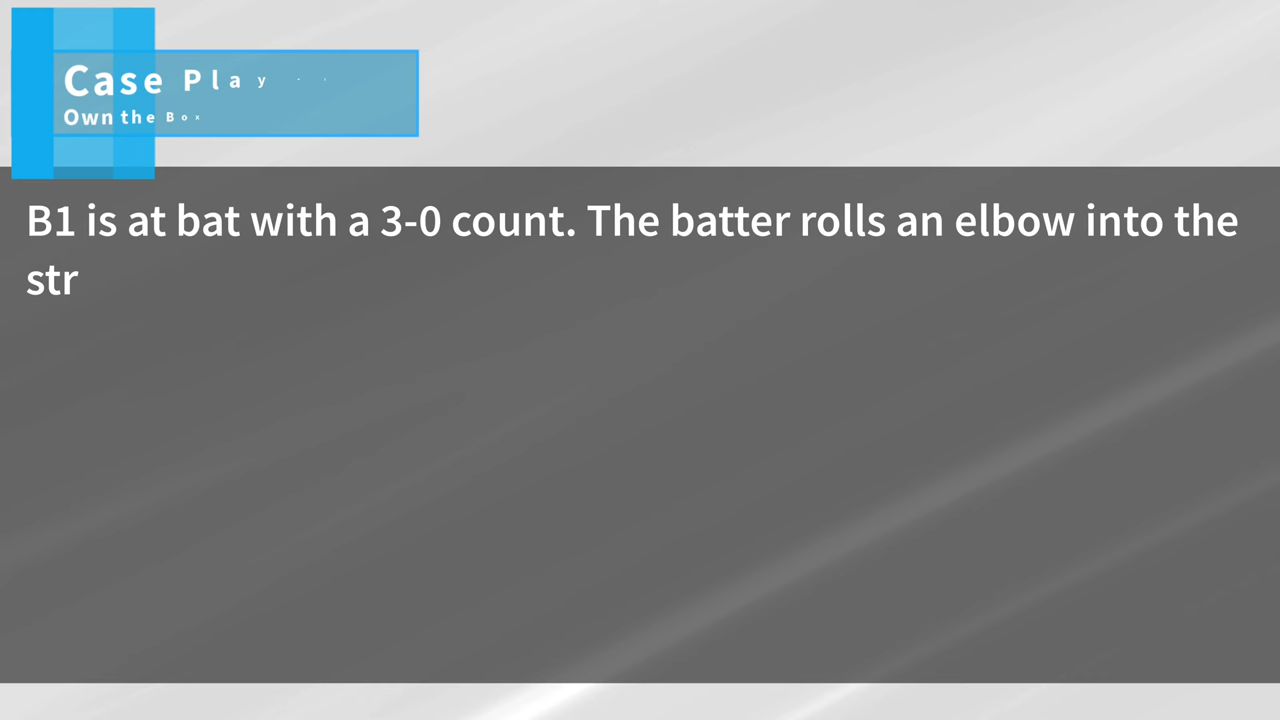 Case Play
Own the Box
B1 is at bat with a 3-0 count. The batter rolls an elbow into the
str